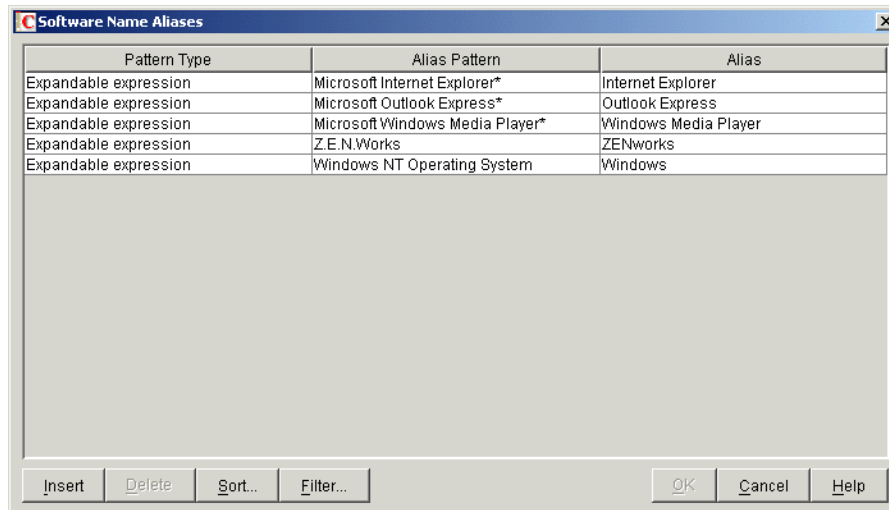 Software Name Aliases
Pattern Type Alias Pattern Alias
Expandable expression Microsoft Internet Explorer* Internet Explorer
Expandable expression Microsoft Outlook Express* Outlook Express
Expandable expression Microsoft Windows Media Player* Windows Media Player
Expandable expression Z.E.N.Works ZENworks
Expandable expression Windows NT Operating System Windows
Insert Delete Sort... Filter... OK Cancel Help